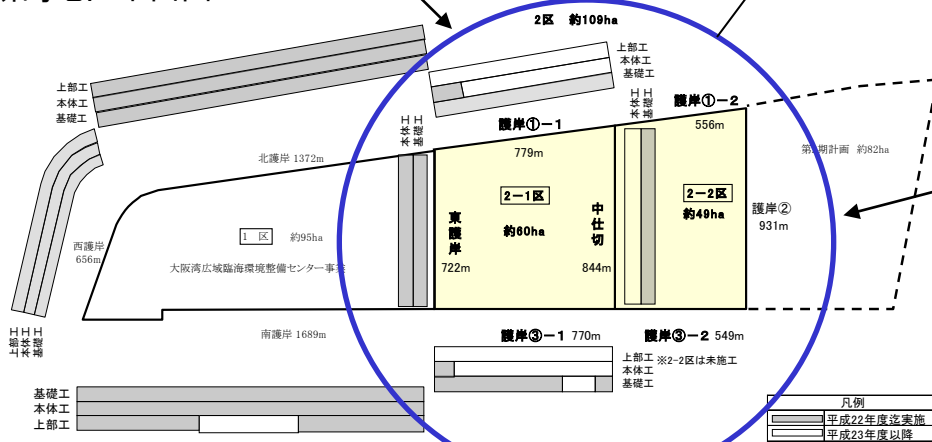 2区 約109ha
上部工
本体工
基礎工
上部工
本体工
基礎工
本体工
基礎工
本体工
基礎工
護岸①-1
779m
護岸①-2
556m
北護岸 1372m
計画 約82ha
2-1区
約60ha
2-2区
約49ha
護岸②
931m
東護岸
722m
中仕切
844m
1 区 約95ha
西護岸
656m
大阪湾広域臨海環境整備センター事業
南護岸 1689m
上部工
本体工
基礎工
護岸③-1 770m
護岸③-2 549m
上部工 ※2-2区は未施工
本体工
基礎工
基礎工
本体工
上部工
凡例
平成22年度迄実施
平成23年度以降